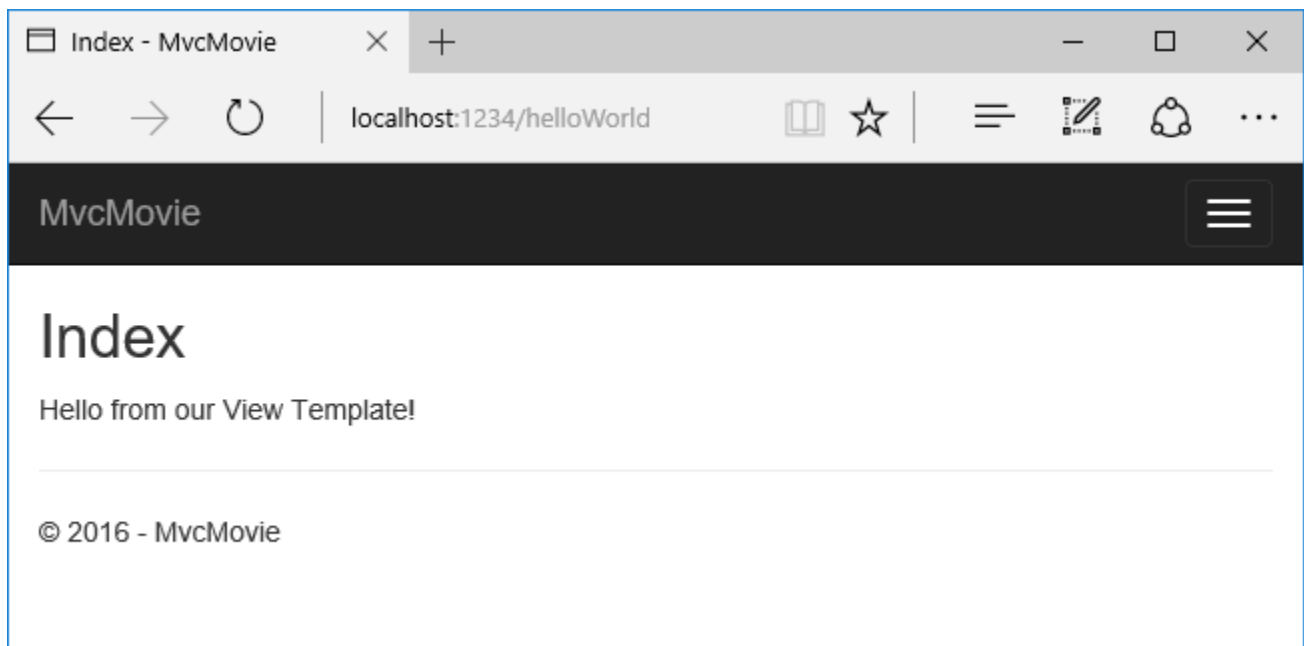 Index - MvcMovie
localhost:1234/helloWorld
MvcMovie
Index
Hello from our View Template!
© 2016 - MvcMovie